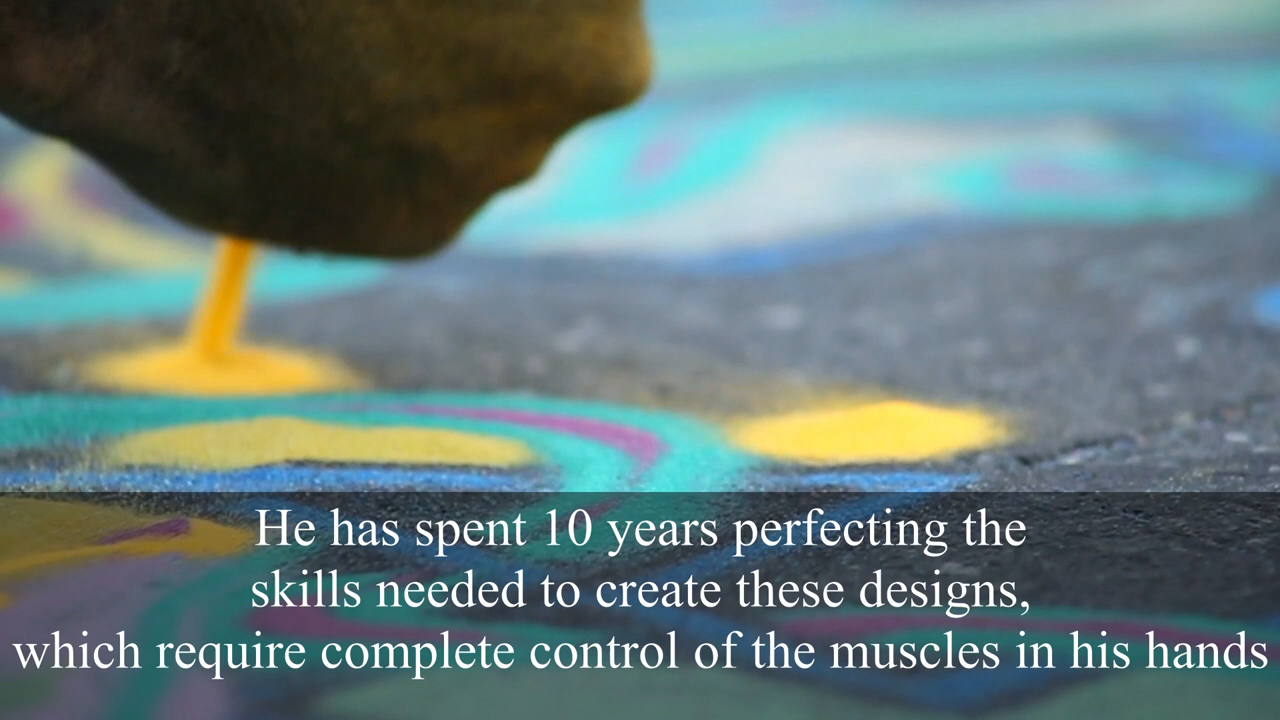 He has spent 10 years perfecting the
skills needed to create these designs,
which require complete control of the muscles in his hands